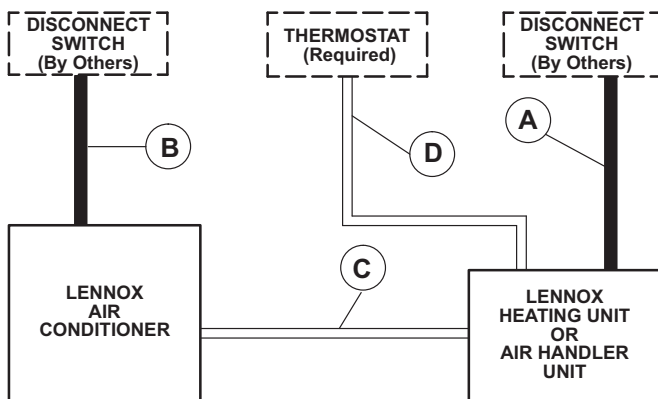 DISCONNECT
SWITCH
(By Others)
THERMOSTAT
(Required)
DISCONNECT
SWITCH
(By Others)
B
D
A
C
LENNOX
AIR
CONDITIONER
LENNOX
HEATING UNIT
OR
AIR HANDLER
UNIT